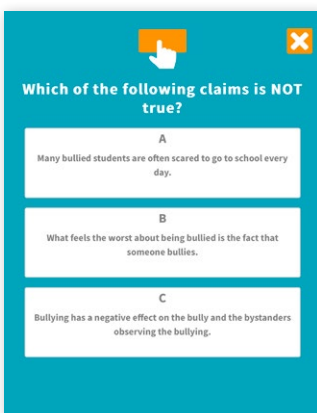 Which of the following claims is NOT
true?
A
Many bullied students are often scared to go to school every
day.
B
What feels the worst about being bullied is the fact that
someone bullies.
C
Bullying has a negative effect on the bully and the bystanders
observing the bullying.